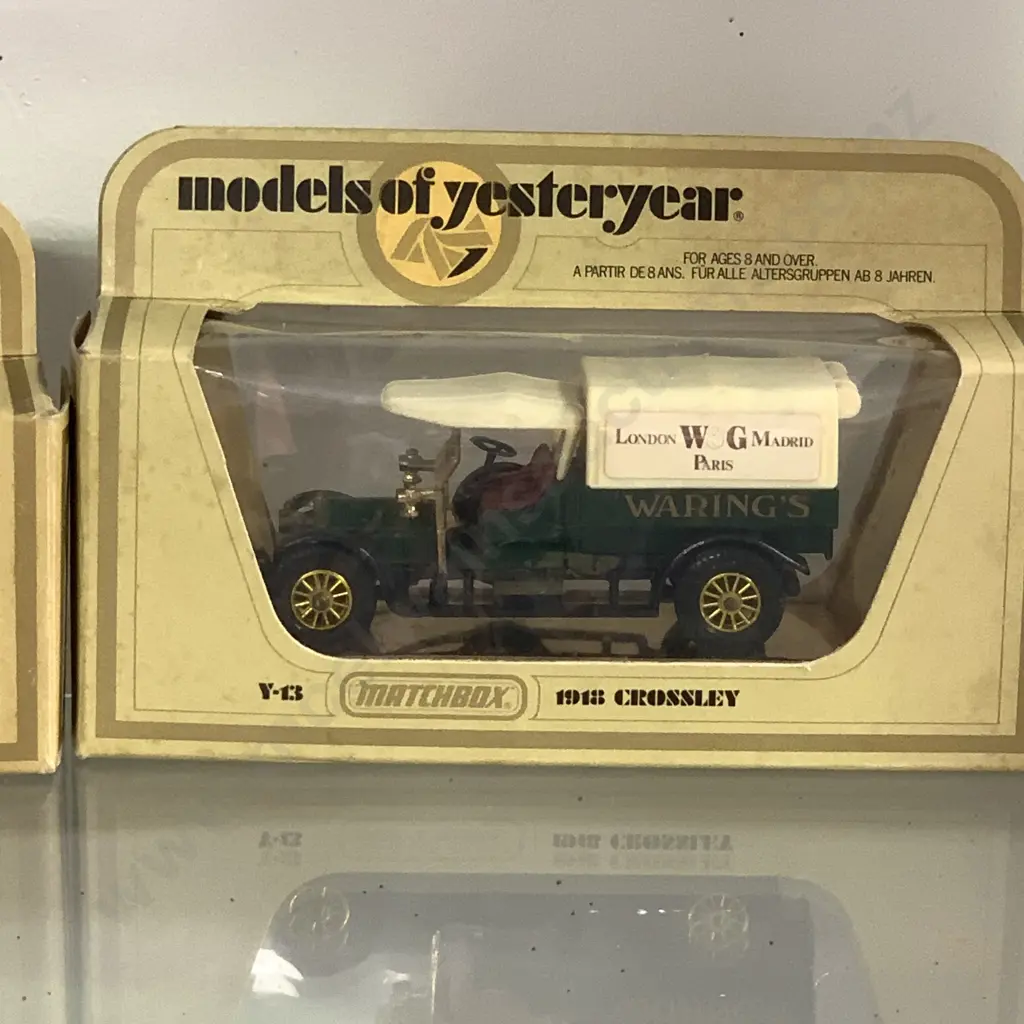 models of yesteryear®
FOR AGES 8 AND OVER.
A PARTIR DE 8 ANS. FÜR ALLE ALTERSGRUPPEN AB 8 JAHREN.
LONDON W&G MADRID
PARIS
WARING'S
Y-13 MATCHBOX® 1918 CROSSLEY